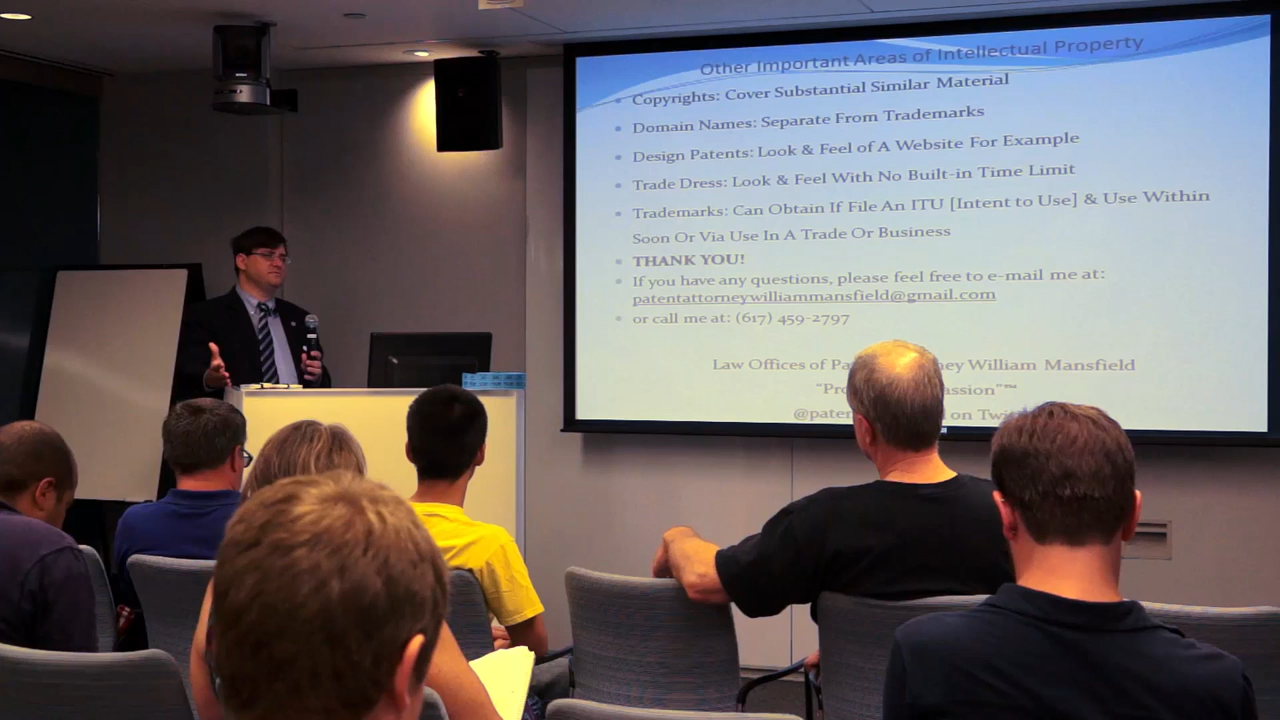 Other Important Areas of Intellectual Property
Copyrights: Cover Substantial Similar Material
Domain Names: Separate From Trademarks
Design Patents: Look & Feel of A Website For Example
Trade Dress: Look & Feel With No Built-in Time Limit
Trademarks: Can Obtain If File An ITU [Intent to Use] & Use Within
Soon Or Via Use In A Trade Or Business
THANK YOU!
If you have any questions, please feel free to e-mail me at:
patentattorneywilliammansfield@gmail.com
or call me at: (617) 459-2797
Law Offices of William Mansfield
on